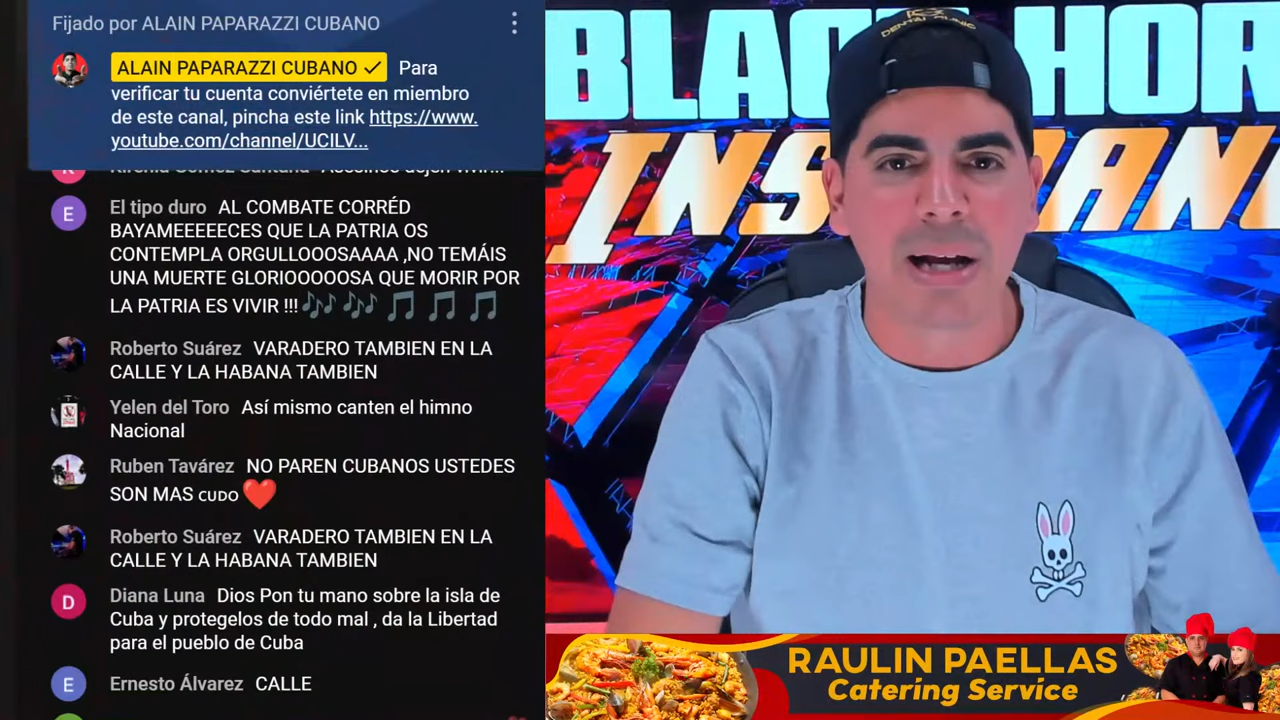 Fijado por ALAIN PAPARAZZI CUBANO
ALAIN PAPARAZZI CUBANO Para
verificar tu cuenta conviértete en miembro
de este canal, pincha este link https://www.
youtube.com/channel/UCILV...
El tipo duro AL COMBATE CORRÉD
BAYAMEEEEECES QUE LA PATRIA OS
CONTEMPLA ORGULLOOOSAAAA ,NO TEMÁIS
UNA MUERTE GLORIOOOOOSA QUE MORIR POR
LA PATRIA ES VIVIR !!!🎶🎶🎵🎵🎵
Roberto Suárez VARADERO TAMBIEN EN LA
CALLE Y LA HABANA TAMBIEN
Yelen del Toro Así mismo canten el himno
Nacional
Ruben Tavárez NO PAREN CUBANOS USTEDES
SON MAS ᴄᴜᴅᴏ❤️
Roberto Suárez VARADERO TAMBIEN EN LA
CALLE Y LA HABANA TAMBIEN
Diana Luna Dios Pon tu mano sobre la isla de
Cuba y protegelos de todo mal , da la Libertad
para el pueblo de Cuba
Ernesto Álvarez CALLE
K
E
D
E
DENTAL CLINIC
RAULIN PAELLAS
Catering Service